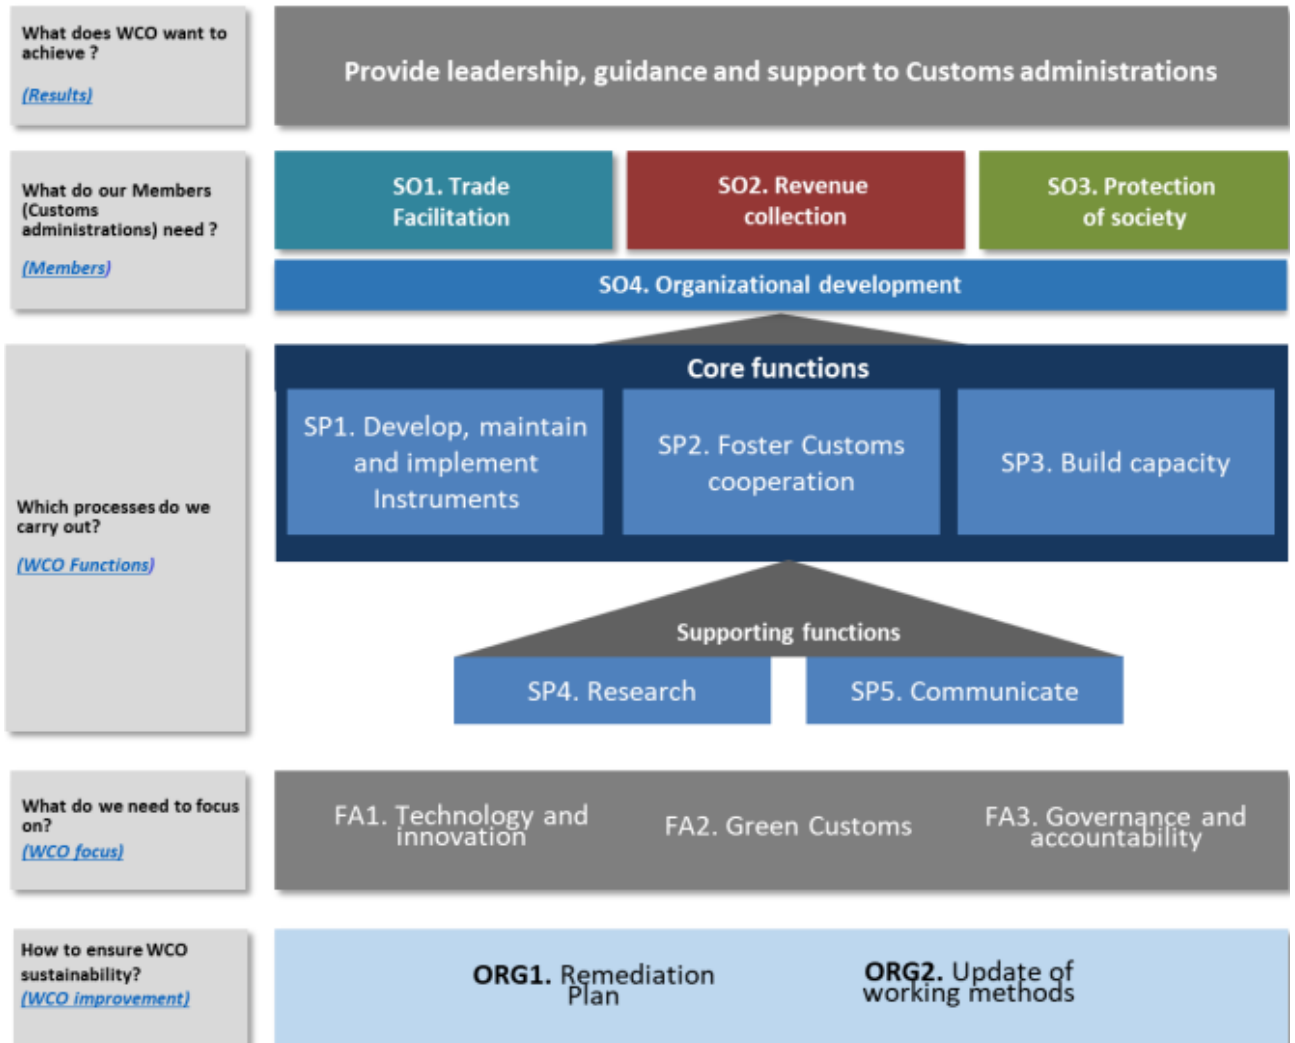 What does WCO want to
achieve ?
(Results)
Provide leadership, guidance and support to Customs administrations
What do our Members
(Customs
administrations) need ?
(Members)
SO1. Trade
Facilitation
SO2. Revenue
collection
SO3. Protection
of society
SO4. Organizational development
Which processes do we
carry out?
(WCO Functions)
Core functions
SP1. Develop, maintain
and implement
Instruments
SP2. Foster Customs
cooperation
SP3. Build capacity
Supporting functions
SP4. Research
SP5. Communicate
What do we need to focus
on?
(WCO focus)
FA1. Technology and
innovation
FA2. Green Customs
FA3. Governance and
accountability
How to ensure WCO
sustainability?
(WCO improvement)
ORG1. Remediation
Plan
ORG2. Update of
working methods